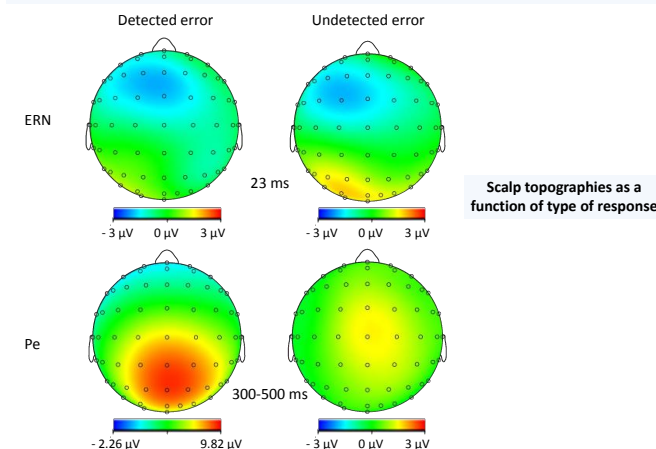 Detected error Undetected error
ERN
23 ms
- 3 µV 0 µV 3 µV - 3 µV 0 µV 3 µV
Scalp topographies as a
function of type of response
Pe
300-500 ms
- 2.26 µV 9.82 µV - 3 µV 0 µV 3 µV